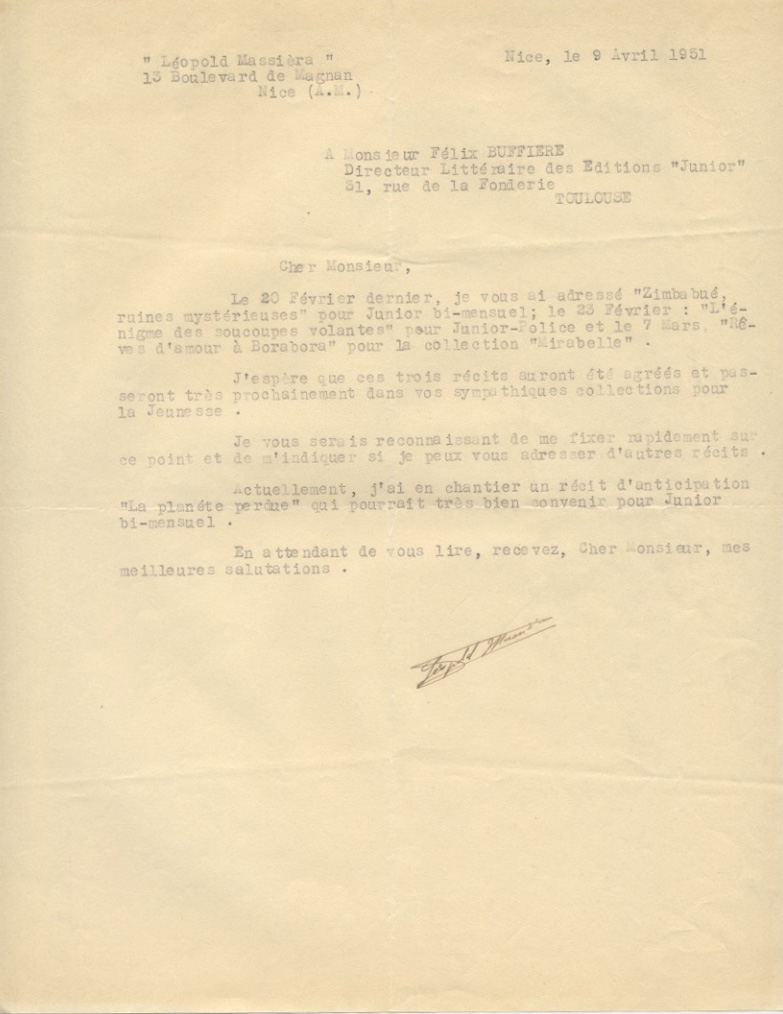 " Léopold Massièra "
13 Boulevard de Magnan
Nice (A.M.)
Nice, le 9 Avril 1951
A Monsieur Félix BUFFIERE
Directeur Littéraire des Editions "Junior"
31, rue de la Fonderie
TOULOUSE
Cher Monsieur,
Le 20 Février dernier, je vous ai adressé "Zimbabué,
ruines mystérieuses" pour Junior bi-mensuel; le 23 Février : "L'é-
nigme des soucoupes volantes" pour Junior-Police et le 7 Mars, "Rê-
ves d'amour à Borabora" pour la collection "Mirabelle" .
J'espère que ces trois récits auront été agréés et pas-
seront très prochainement dans vos sympathiques collections pour
la Jeunesse .
Je vous serais reconnaissant de me fixer rapidement sur
ce point et de m'indiquer si je peux vous adresser d'autres récits .
Actuellement, j'ai en chantier un récit d'anticipation
"La planéte perdue" qui pourrait très bien convenir pour Junior
bi-mensuel .
En attendant de vous lire, recevez, Cher Monsieur, mes
meilleures salutations .
Léopold Massièra